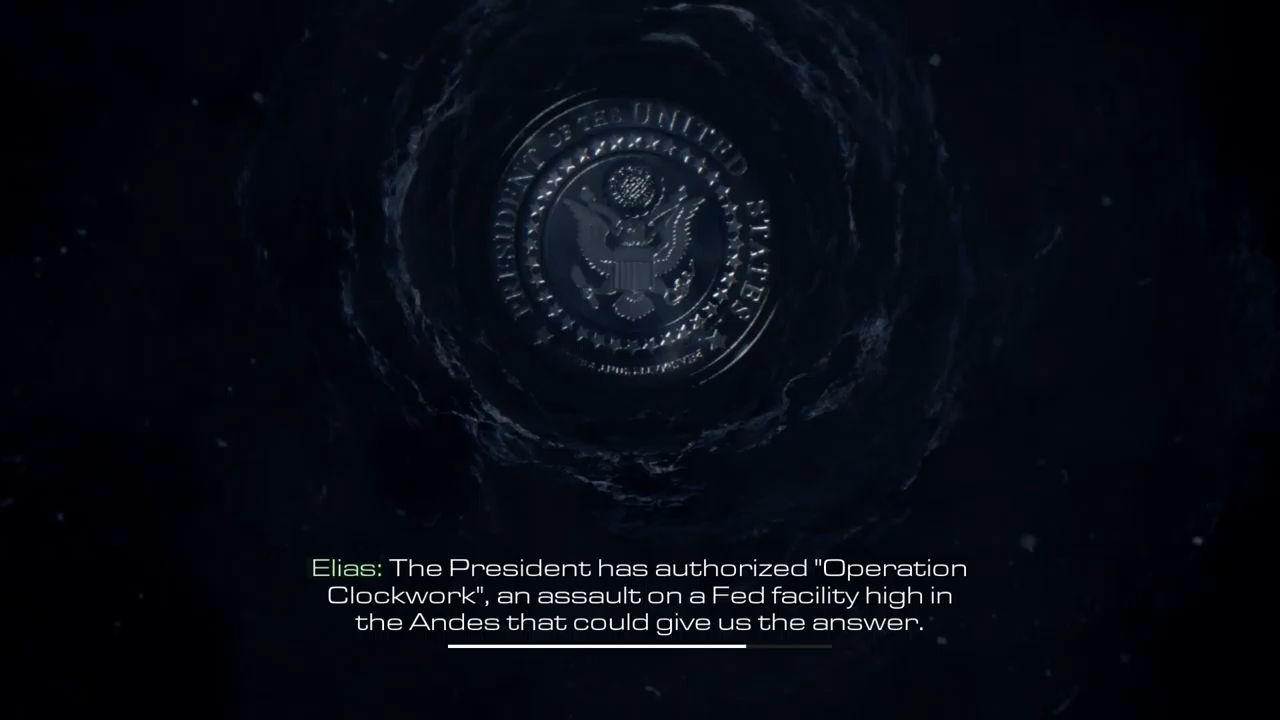 PRESIDENT OF THE UNITED STATES
Elias: The President has authorized "Operation
Clockwork", an assault on a Fed facility high in
the Andes that could give us the answer.